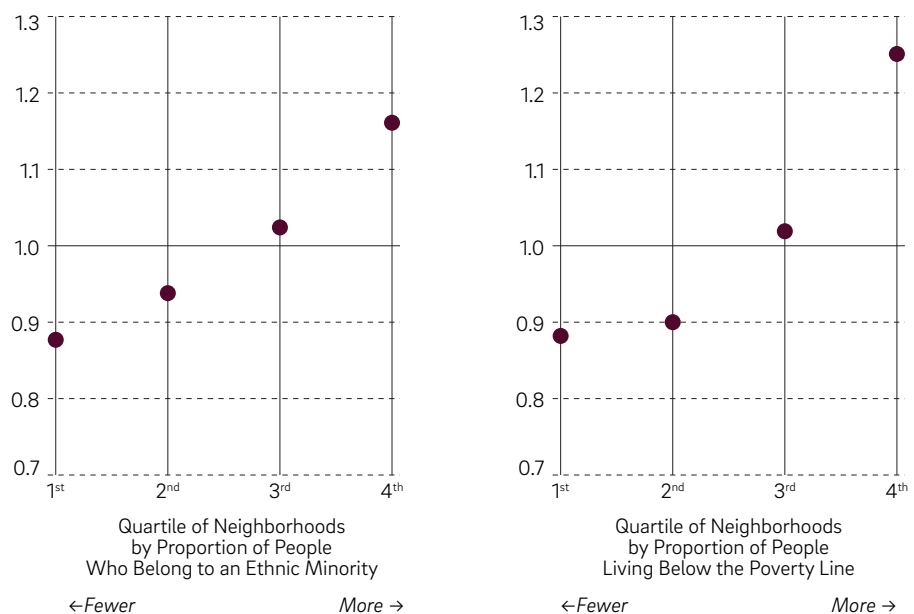 1.3
1.2
1.1
1.0
0.9
0.8
0.7
1st 2nd 3rd 4th
Quartile of Neighborhoods
by Proportion of People
Who Belong to an Ethnic Minority
←Fewer More →
1.3
1.2
1.1
1.0
0.9
0.8
0.7
1st 2nd 3rd 4th
Quartile of Neighborhoods
by Proportion of People
Living Below the Poverty Line
←Fewer More →